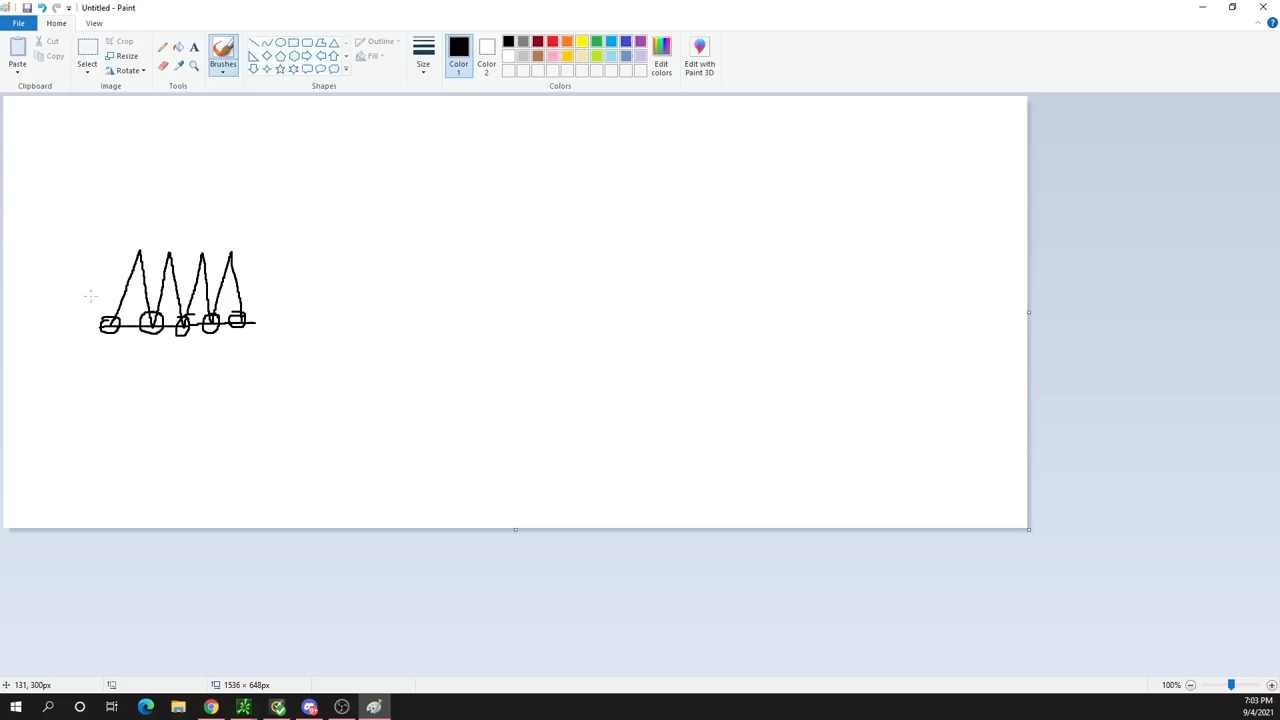 Untitled - Paint
File Home View
Paste
Cut
Copy
Clipboard
Select
Crop
Resize
Rotate
Image
A
Tools
Brushes
Outline
Fill
Shapes
Size
Color 1
Color 2
Edit colors
Edit with Paint 3D
Colors
131, 300px
1536 × 648px
100%
7:03 PM
9/4/2021